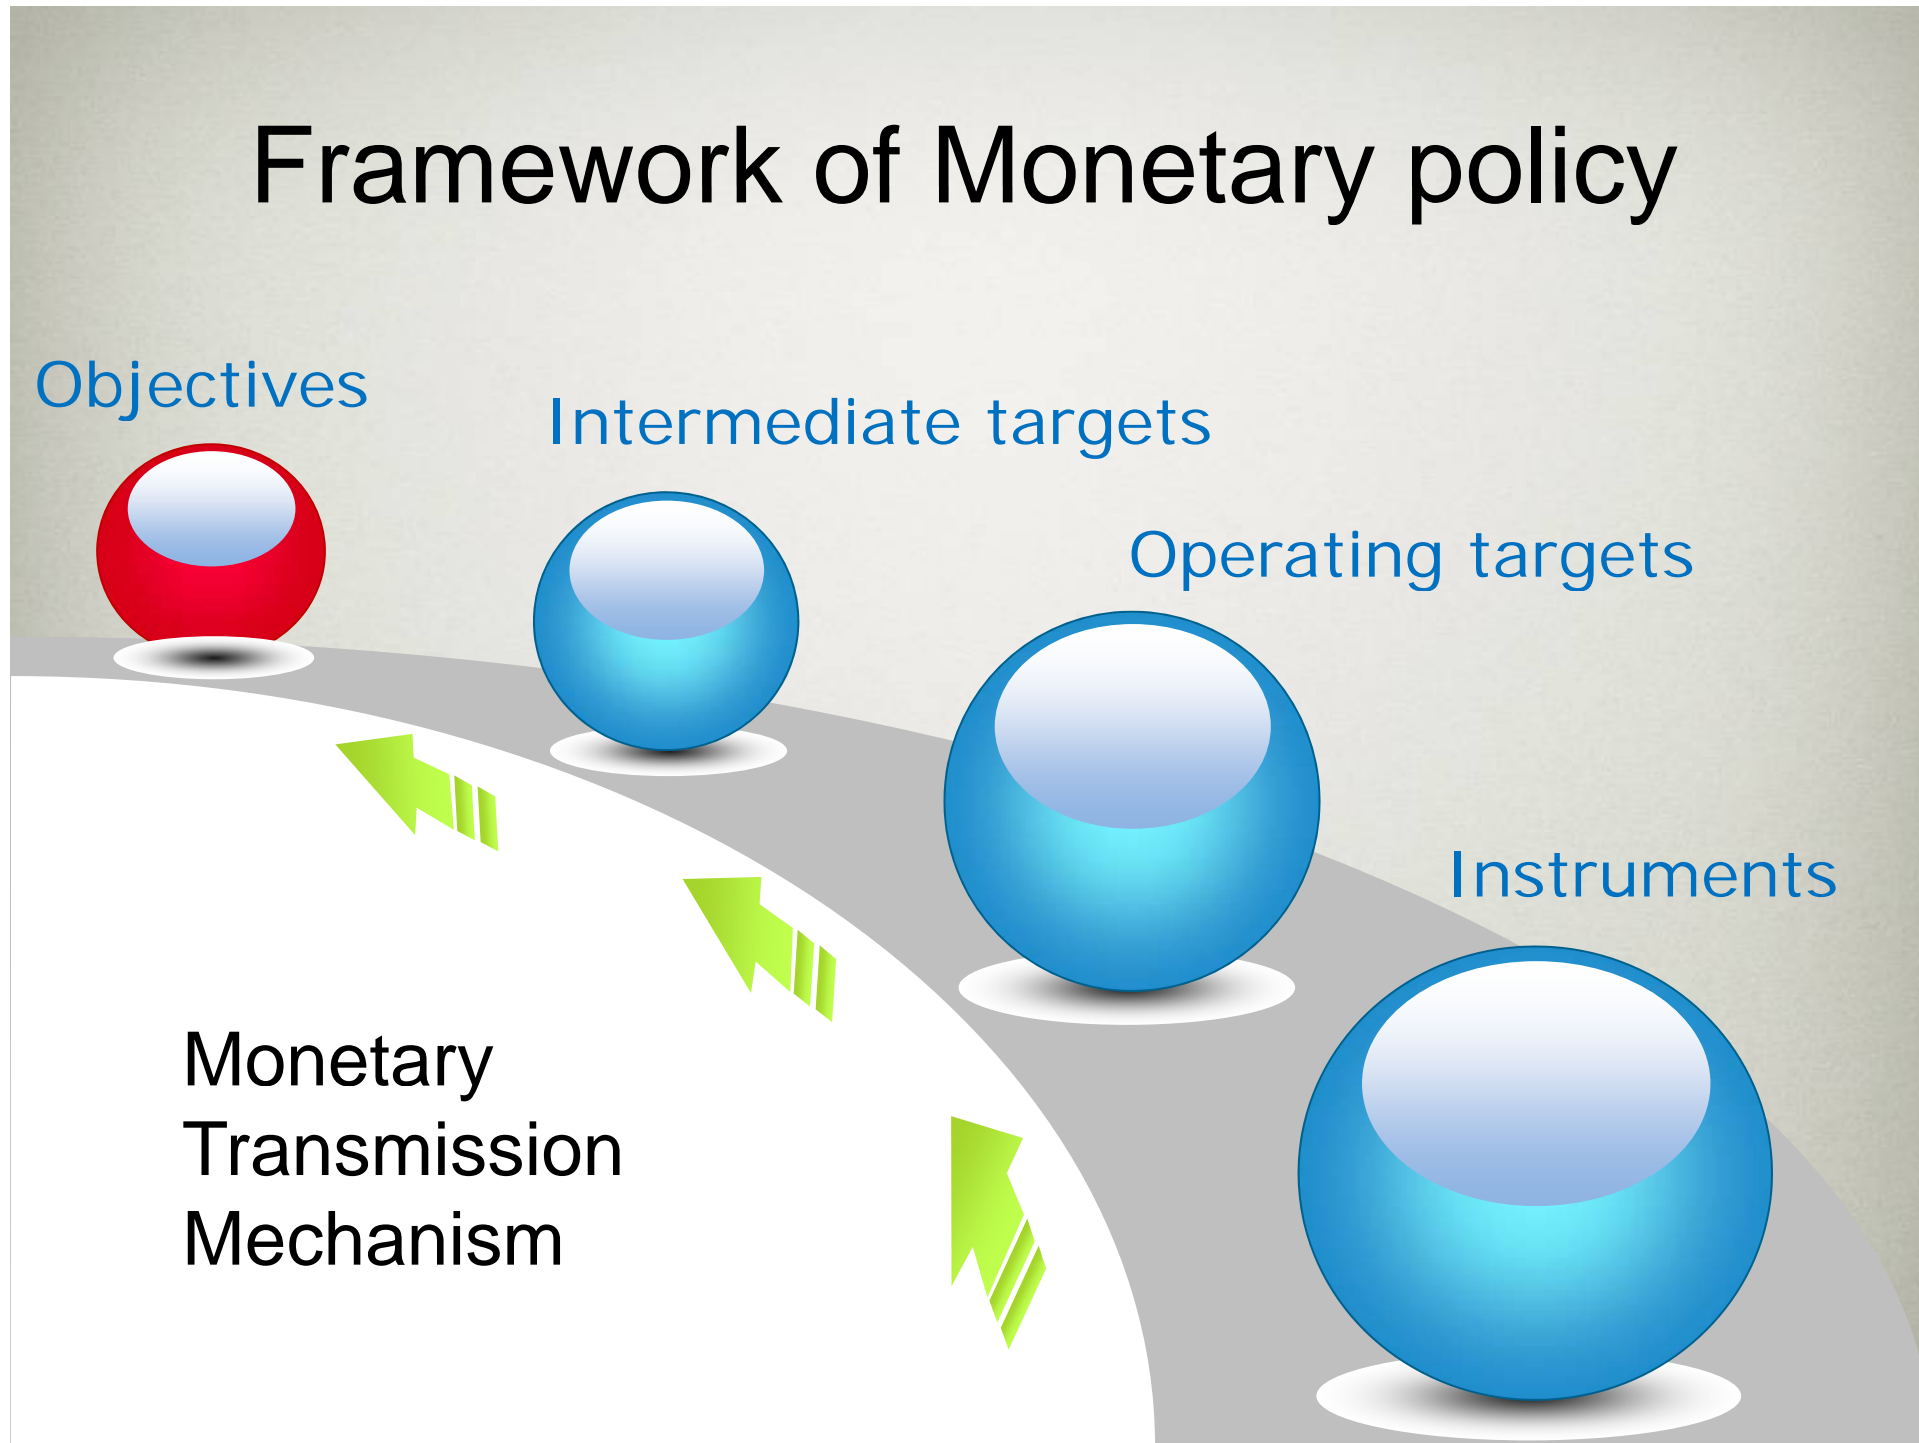 Framework of Monetary policy
Objectives
Intermediate targets
Operating targets
Instruments
Monetary
Transmission
Mechanism